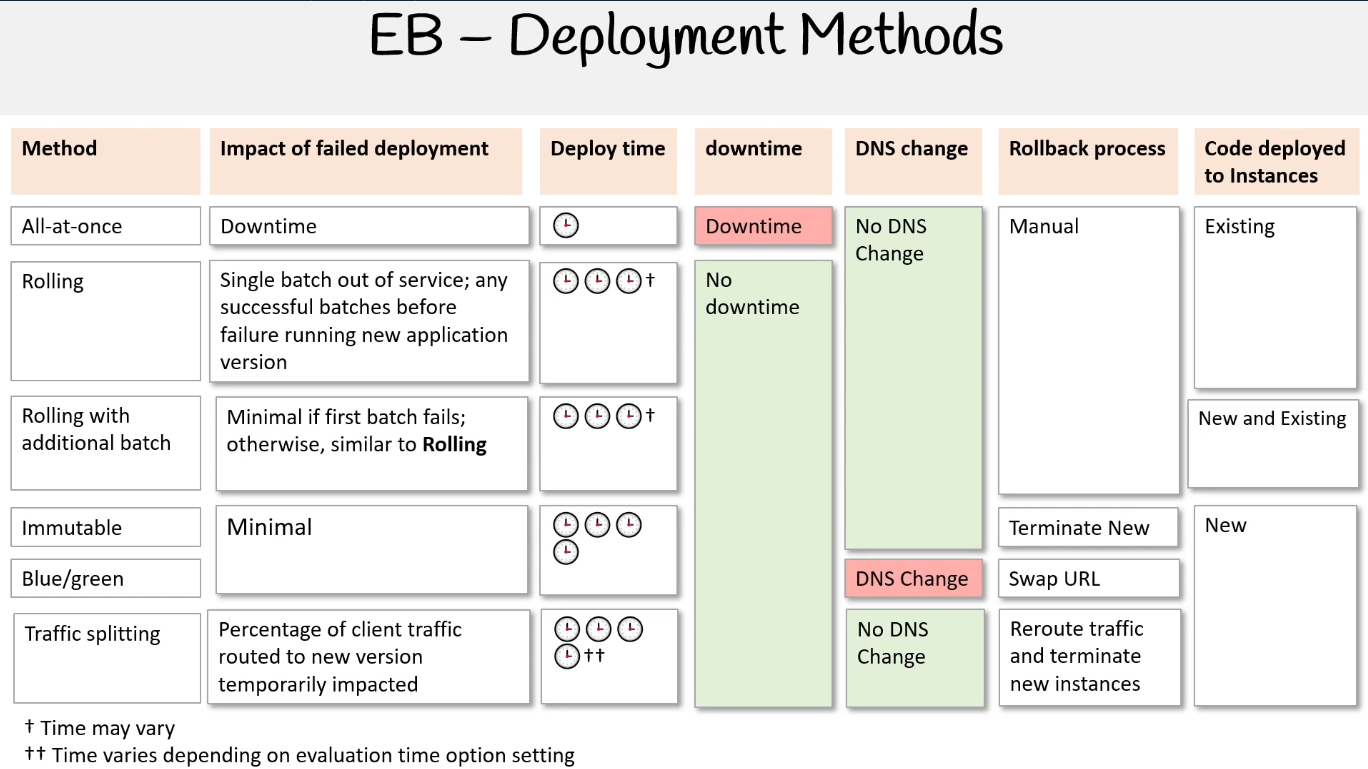 EB – Deployment Methods
Method
Impact of failed deployment
Deploy time
downtime
DNS change
Rollback process
Code deployed
to Instances
All-at-once
Downtime
Downtime
No DNS
Change
Manual
Existing
Rolling
Single batch out of service; any
successful batches before
failure running new application
version
†
No
downtime
Rolling with
additional batch
Minimal if first batch fails;
otherwise, similar to Rolling
†
New and Existing
Immutable
Minimal
Terminate New
New
Blue/green
DNS Change
Swap URL
Traffic splitting
Percentage of client traffic
routed to new version
temporarily impacted
††
No DNS
Change
Reroute traffic
and terminate
new instances
† Time may vary
†† Time varies depending on evaluation time option setting